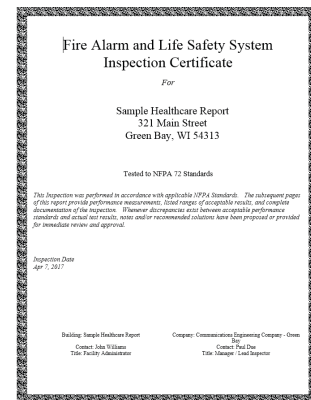 Fire Alarm and Life Safety System
Inspection Certificate
For
Sample Healthcare Report
321 Main Street
Green Bay, WI 54313
Tested to NFPA 72 Standards
This Inspection was performed in accordance with applicable NFPA Standards. The subsequent pages
of this report provide performance measurements, listed ranges of acceptable results, and complete
documentation of the inspection. Whenever discrepancies exist between acceptable performance
standards and actual test results, notes and/or recommended solutions have been proposed or provided
for immediate review and approval.
Inspection Date
Apr 7, 2017
Building: Sample Healthcare Report
Contact: John Williams
Title: Facility Administrator
Company: Communications Engineering Company - Green
Bay
Contact: Paul Due
Title: Manager / Lead Inspector